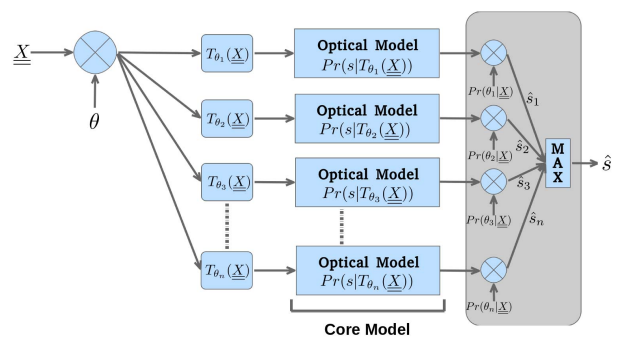 X
θ
T_θ₁(X)
Optical Model
Pr(s|T_θ₁(X))
Pr(θ₁|X)
ŝ₁
T_θ₂(X)
Optical Model
Pr(s|T_θ₂(X))
Pr(θ₂|X)
ŝ₂
M
A
X
ŝ
T_θ₃(X)
Optical Model
Pr(s|T_θ₃(X))
ŝ₃
Pr(θ₃|X)
ŝₙ
T_θₙ(X)
Optical Model
Pr(s|T_θₙ(X))
Pr(θₙ|X)
Core Model